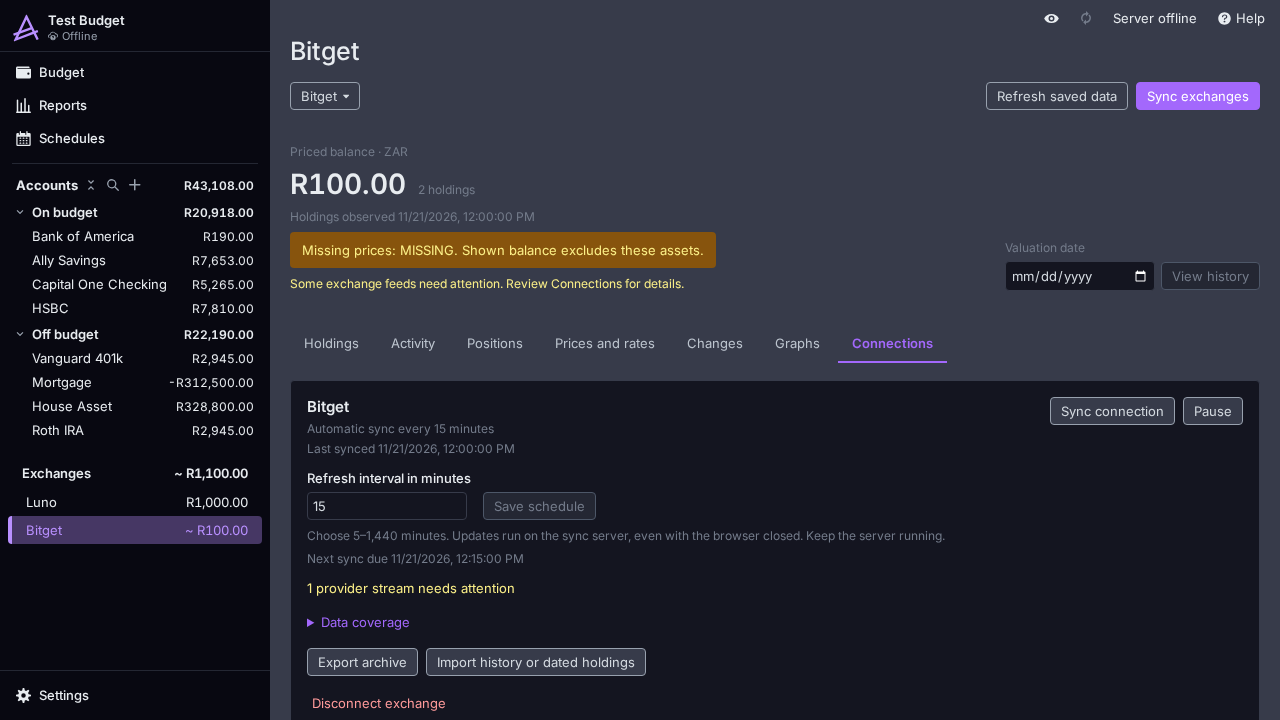 Test Budget
Offline
Budget
Reports
Schedules
Accounts R43,108.00
On budget R20,918.00
Bank of America R190.00
Ally Savings R7,653.00
Capital One Checking R5,265.00
HSBC R7,810.00
Off budget R22,190.00
Vanguard 401k R2,945.00
Mortgage -R312,500.00
House Asset R328,800.00
Roth IRA R2,945.00
Exchanges ~ R1,100.00
Luno R1,000.00
Bitget ~ R100.00
Settings
Server offline Help
Bitget
Bitget Refresh saved data Sync exchanges
Priced balance · ZAR
R100.00 2 holdings
Holdings observed 11/21/2026, 12:00:00 PM
Missing prices: MISSING. Shown balance excludes these assets.
Some exchange feeds need attention. Review Connections for details.
Valuation date
mm/dd/yyyy View history
Holdings Activity Positions Prices and rates Changes Graphs Connections
Bitget Sync connection Pause
Automatic sync every 15 minutes
Last synced 11/21/2026, 12:00:00 PM
Refresh interval in minutes
15 Save schedule
Choose 5–1,440 minutes. Updates run on the sync server, even with the browser closed. Keep the server running.
Next sync due 11/21/2026, 12:15:00 PM
1 provider stream needs attention
Data coverage
Export archive Import history or dated holdings
Disconnect exchange